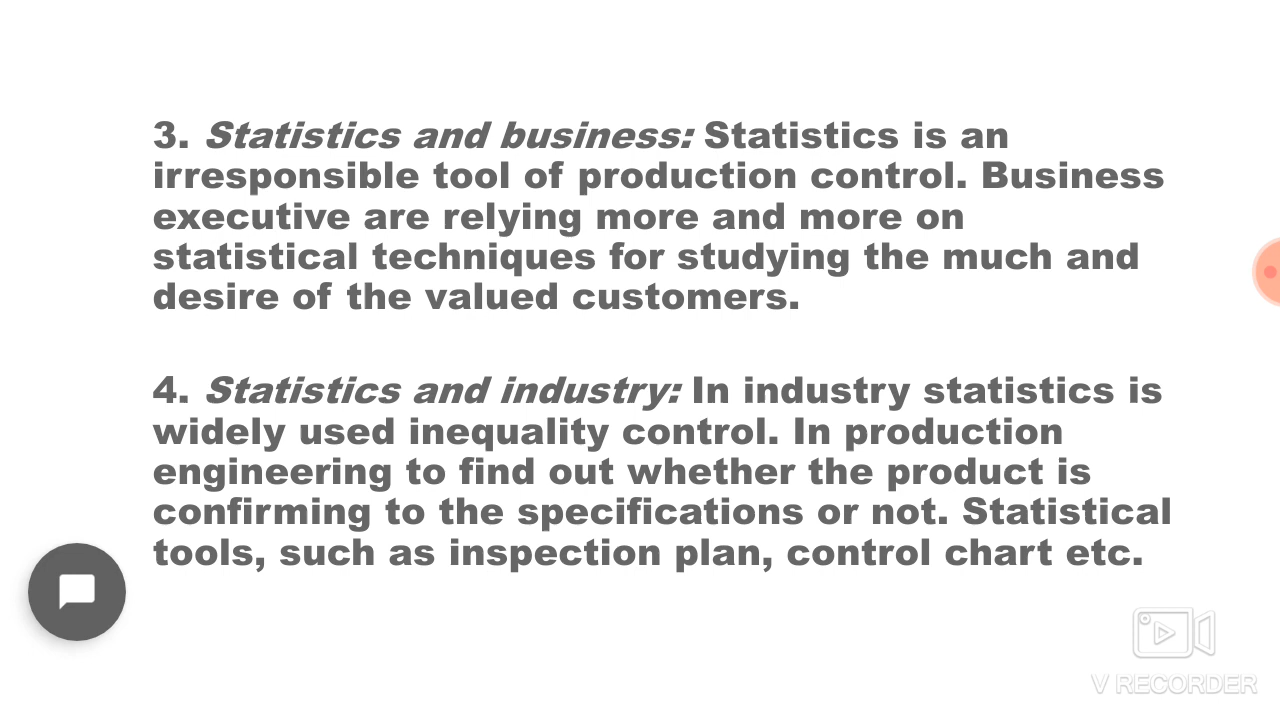 3. Statistics and business: Statistics is an
irresponsible tool of production control. Business
executive are relying more and more on
statistical techniques for studying the much and
desire of the valued customers.
4. Statistics and industry: In industry statistics is
widely used inequality control. In production
engineering to find out whether the product is
confirming to the specifications or not. Statistical
tools, such as inspection plan, control chart etc.
V RECORDER